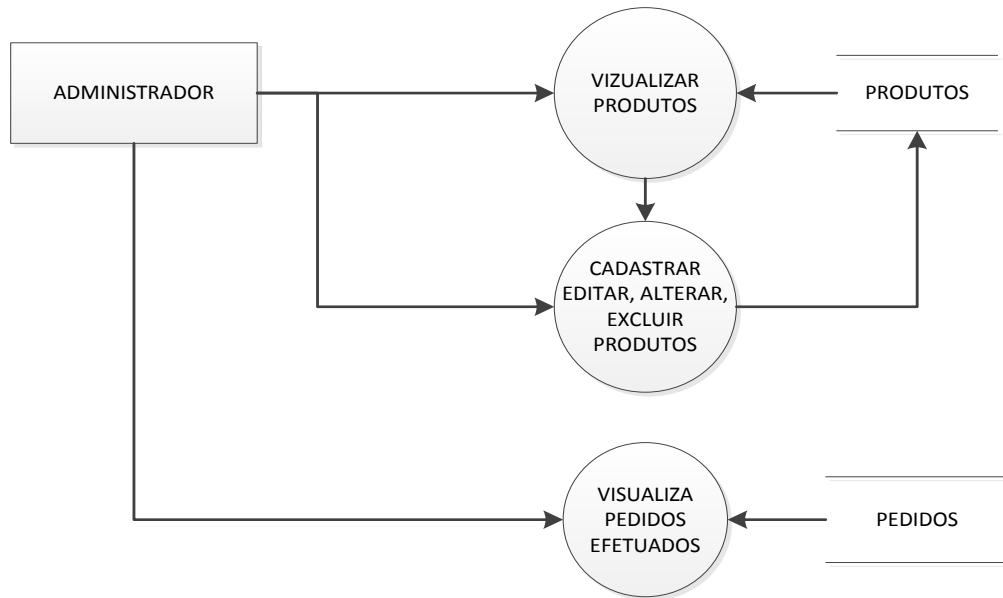 ADMINISTRADOR
VIZUALIZAR
PRODUTOS
PRODUTOS
CADASTRAR
EDITAR, ALTERAR,
EXCLUIR
PRODUTOS
VISUALIZA
PEDIDOS
EFETUADOS
PEDIDOS